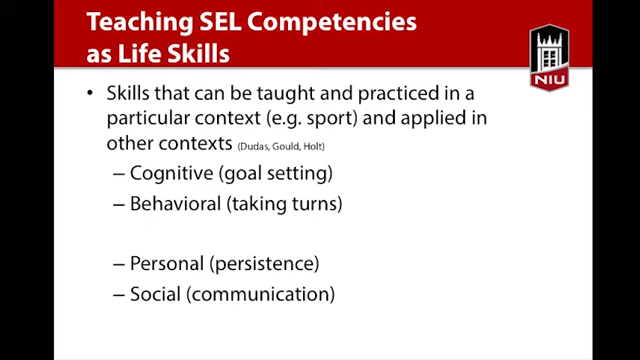 Teaching SEL Competencies
as Life Skills
NIU
• Skills that can be taught and practiced in a
particular context (e.g. sport) and applied in
other contexts (Dudas, Gould, Holt)
– Cognitive (goal setting)
– Behavioral (taking turns)
– Personal (persistence)
– Social (communication)